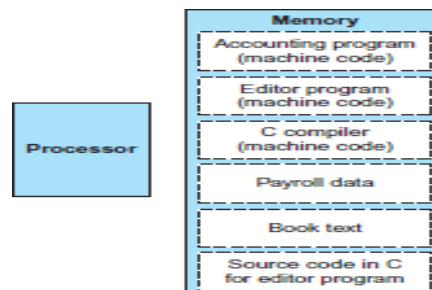 Memory
Accounting program
(machine code)
Editor program
(machine code)
C compiler
(machine code)
Processor
Payroll data
Book text
Source code in C
for editor program